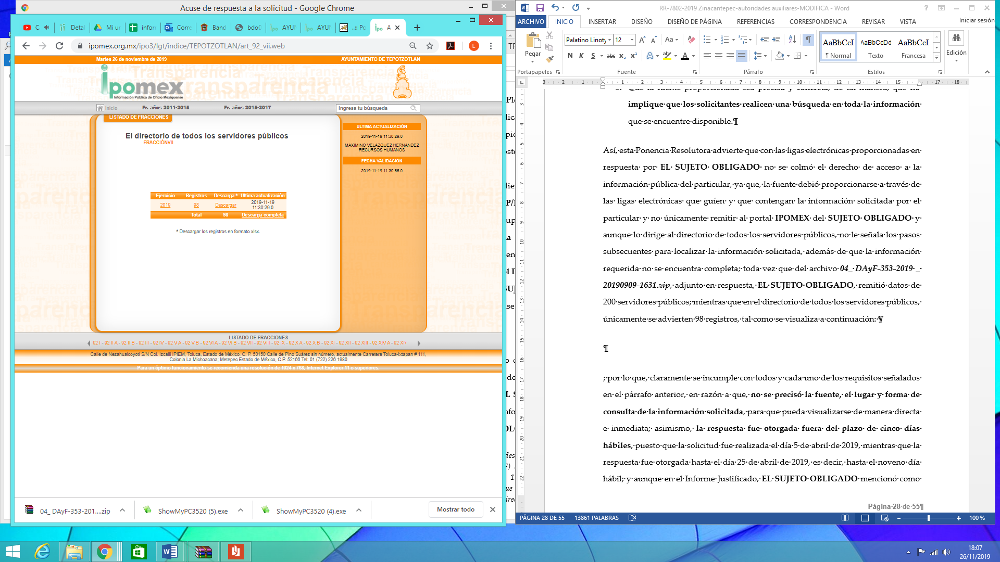 Acuse de respuesta a la solicitud - Google Chrome
Detal
Mi ur
inforr
Corre
Band
bdo0
AYUN
AYUN
..:: Po
A
ipomex.org.mx/ipo3/lgt/indice/TEPOTZOTLAN/art_92_vii.web
L
Martes 26 de noviembre de 2019
AYUNTAMIENTO DE TEPOTZOTLAN
ipomex
Información Pública de Oficio Mexiquense
Inicio
Fr. años 2011-2015
Fr. años 2015-2017
Ingresa tu búsqueda
LISTADO DE FRACCIONES
El directorio de todos los servidores públicos
FRACCIÓNVII
Ejercicio Registros Descarga * Ultima actualización
2019 98 Descargar 2019-11-19
11:30:29.0
Total 98 Descarga completa
* Descargar los registros en formato xlsx.
ULTIMA ACTUALIZACIÓN
2019-11-19 11:30:29.0
MAXIMINO VELAZQUEZ HERNANDEZ
RECURSOS HUMANOS
FECHA VALIDACIÓN
2019-11-19 11:30:55.0
LISTADO DE FRACCIONES
92 I - 92 II A - 92 II B - 92 III - 92 IV - 92 V A - 92 V B - 92 VI A - 92 VI B - 92 VII - 92 VIII - 92 IX - 92 X A - 92 X B - 92 XI - 92 XII - 92 XIII - 92 XIV A - 92 XIV
Calle de Nezahualcoyotl S/N Col. Izcalli IPIEM, Toluca, Estado de México. C. P. 50150 Calle de Pino Suárez sin número, actualmente Carretera Toluca-Ixtapan # 111,
Colonia La Michoacana; Metepec Estado de México, C.P. 52166 Tel: 01 (722) 226 1980
Para un óptimo funcionamiento se recomienda una resolución de 1024 x 768, Internet Explorer 11 o superiores.
04_ DAyF-353-201....zip
ShowMyPC3520 (5).exe
ShowMyPC3520 (4).exe
Mostrar todo
RR-7802-2019 Zinacantepec-autoridades auxiliares-MODIFICA - Word
ARCHIVO INICIO INSERTAR DISEÑO DISEÑO DE PÁGINA REFERENCIAS CORRESPONDENCIA REVISAR VISTA Iniciar sesión
Pegar
Palatino Linoty 12
N K S abc x₂ x²
AaBbCcI AaBbCcDd AaBbCcI
¶ Normal Texto Francesa
Edición
Portapapeles Fuente Párrafo Estilos
implique que los solicitantes realicen una búsqueda en toda la información
que se encuentre disponible.¶
Así, esta Ponencia Resolutora advierte que con las ligas electrónicas proporcionadas en
respuesta por EL SUJETO OBLIGADO no se colmó el derecho de acceso a la
información pública del particular, ya que, la fuente debió proporcionarse a través de
las ligas electrónicas que guíen y que contengan la información solicitada por el
particular y no únicamente remitir al portal IPOMEX del SUJETO OBLIGADO y
aunque lo dirige al directorio de todos los servidores públicos, no le señala los pasos
subsecuentes para localizar la información solicitada, además de que la información
requerida no se encuentra completa; toda vez que del archivo 04_ DAyF-353-2019 _
20190909-1631.zip, adjunto en respuesta, EL SUJETO OBLIGADO, remitió datos de
200 servidores públicos; mientras que en el directorio de todos los servidores públicos,
únicamente se advierten 98 registros, tal como se visualiza a continuación: ¶
¶
; por lo que, claramente se incumple con todos y cada uno de los requisitos señalados
en el párrafo anterior, en razón a que, no se precisó la fuente, el lugar y forma de
consulta de la información solicitada, para que pueda visualizarse de manera directa
e inmediata; asimismo, la respuesta fue otorgada fuera del plazo de cinco días
hábiles, puesto que la solicitud fue realizada el día 5 de abril de 2019, mientras que la
respuesta fue otorgada hasta el día 25 de abril de 2019, es decir, hasta el noveno día
hábil; y aunque en el Informe Justificado, EL SUJETO OBLIGADO mencionó como
Página 28 de 55¶
PÁGINA 28 DE 55 13861 PALABRAS 100 %
18:07
26/11/2019